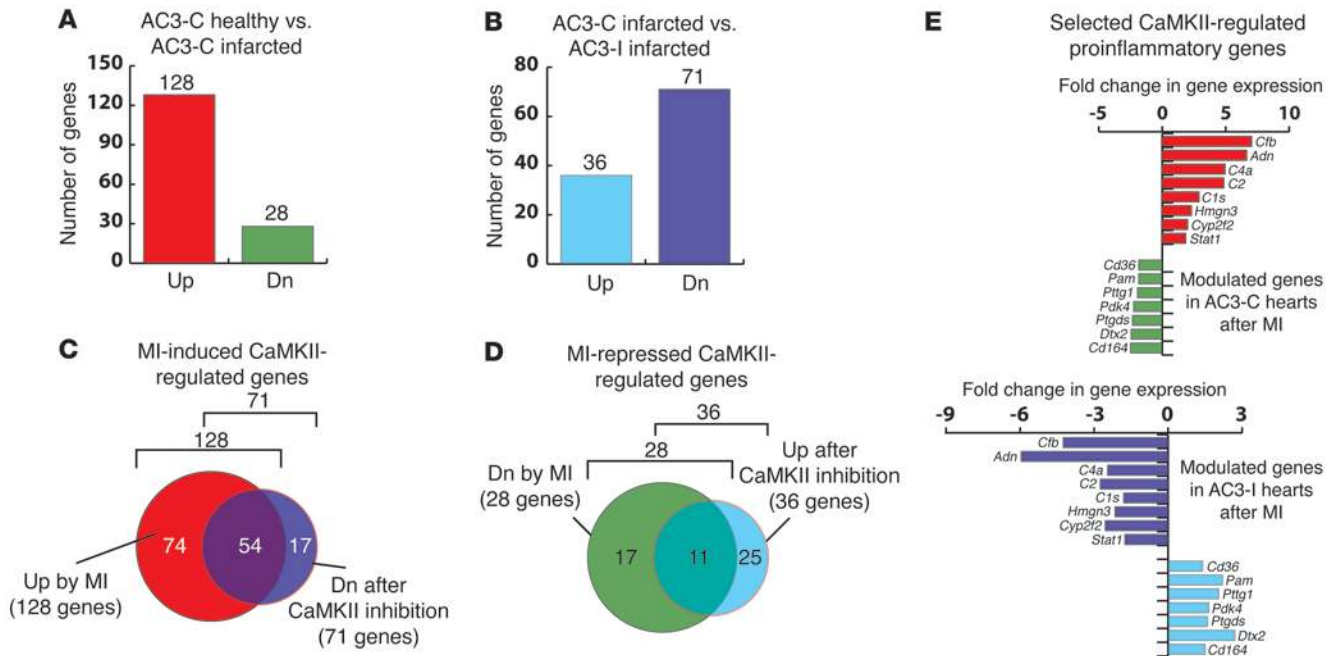 A
AC3-C healthy vs.
AC3-C infarcted
Number of genes
150
120
90
60
30
0
128
28
Up
Dn
B
AC3-C infarcted vs.
AC3-I infarcted
Number of genes
80
60
40
20
0
36
71
Up
Dn
C
MI-induced CaMKII-
regulated genes
71
128
74
54
17
Up by MI
(128 genes)
Dn after
CaMKII inhibition
(71 genes)
D
MI-repressed CaMKII-
regulated genes
36
28
Dn by MI
(28 genes)
Up after
CaMKII inhibition
(36 genes)
17
11
25
E
Selected CaMKII-regulated
proinflammatory genes
Fold change in gene expression
-5 0 5 10
Cfb
Adn
C4a
C2
C1s
Hmgn3
Cyp2f2
Stat1
Cd36
Pam
Pttg1
Pdk4
Ptgds
Dtx2
Cd164
Modulated genes
in AC3-C hearts
after MI
Fold change in gene expression
-9 -6 -3 0 3
Cfb
Adn
C4a
C2
C1s
Hmgn3
Cyp2f2
Stat1
Modulated genes
in AC3-I hearts
after MI
Cd36
Pam
Pttg1
Pdk4
Ptgds
Dtx2
Cd164